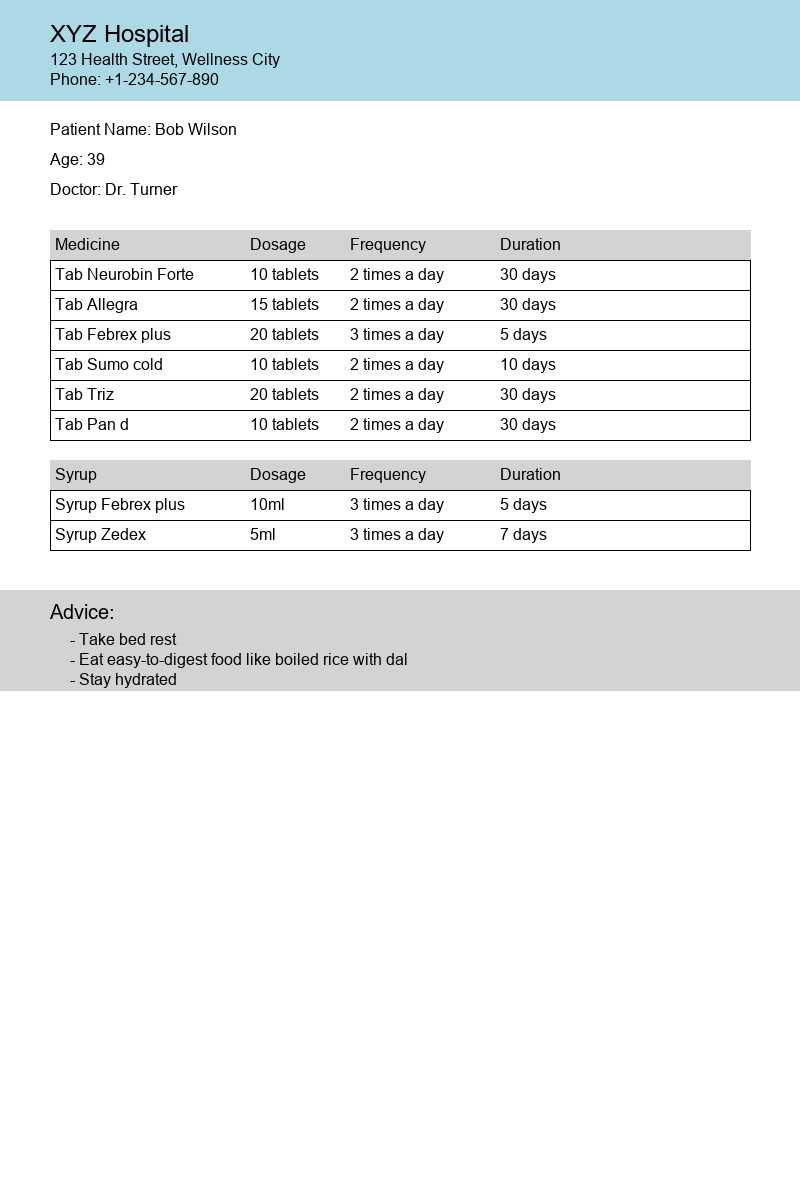 XYZ Hospital
123 Health Street, Wellness City
Phone: +1-234-567-890
Patient Name: Bob Wilson
Age: 39
Doctor: Dr. Turner
Medicine Dosage Frequency Duration
Tab Neurobin Forte 10 tablets 2 times a day 30 days
Tab Allegra 15 tablets 2 times a day 30 days
Tab Febrex plus 20 tablets 3 times a day 5 days
Tab Sumo cold 10 tablets 2 times a day 10 days
Tab Triz 20 tablets 2 times a day 30 days
Tab Pan d 10 tablets 2 times a day 30 days
Syrup Dosage Frequency Duration
Syrup Febrex plus 10ml 3 times a day 5 days
Syrup Zedex 5ml 3 times a day 7 days
Advice:
- Take bed rest
- Eat easy-to-digest food like boiled rice with dal
- Stay hydrated